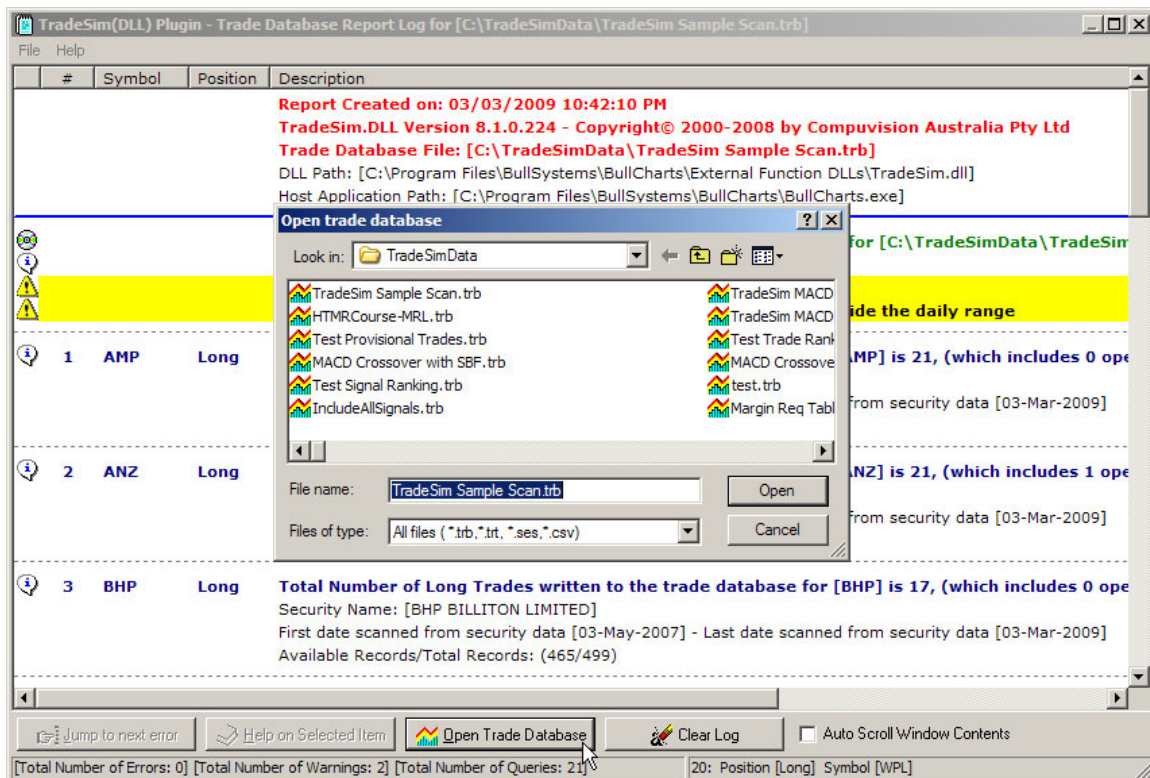 TradeSim(DLL) Plugin - Trade Database Report Log for [C:\TradeSimData\TradeSim Sample Scan.trb]
File Help
# Symbol Position Description
Report Created on: 03/03/2009 10:42:10 PM
TradeSim.DLL Version 8.1.0.224 - Copyright© 2000-2008 by Compuvision Australia Pty Ltd
Trade Database File: [C:\TradeSimData\TradeSim Sample Scan.trb]
DLL Path: [C:\Program Files\BullSystems\BullCharts\External Function DLLs\TradeSim.dll]
Host Application Path: [C:\Program Files\BullSystems\BullCharts\BullCharts.exe]
for [C:\TradeSimData\TradeSim
ide the daily range
1 AMP Long
AMP] is 21, (which includes 0 ope
from security data [03-Mar-2009]
2 ANZ Long
ANZ] is 21, (which includes 1 ope
from security data [03-Mar-2009]
Open trade database
Look in: TradeSimData
TradeSim Sample Scan.trb
HTMRCourse-MRL.trb
Test Provisional Trades.trb
MACD Crossover with SBF.trb
Test Signal Ranking.trb
IncludeAllSignals.trb
TradeSim MACD
TradeSim MACD
Test Trade Rank
MACD Crossove
test.trb
Margin Req Tabl
File name: TradeSim Sample Scan.trb Open
Files of type: All files ( *.trb,*.trt, *.ses,*.csv) Cancel
3 BHP Long Total Number of Long Trades written to the trade database for [BHP] is 17, (which includes 0 ope
Security Name: [BHP BILLITON LIMITED]
First date scanned from security data [03-May-2007] - Last date scanned from security data [03-Mar-2009]
Available Records/Total Records: (465/499)
Jump to next error Help on Selected Item Open Trade Database Clear Log Auto Scroll Window Contents
[Total Number of Errors: 0] [Total Number of Warnings: 2] [Total Number of Queries: 21] 20: Position [Long] Symbol [WPL]